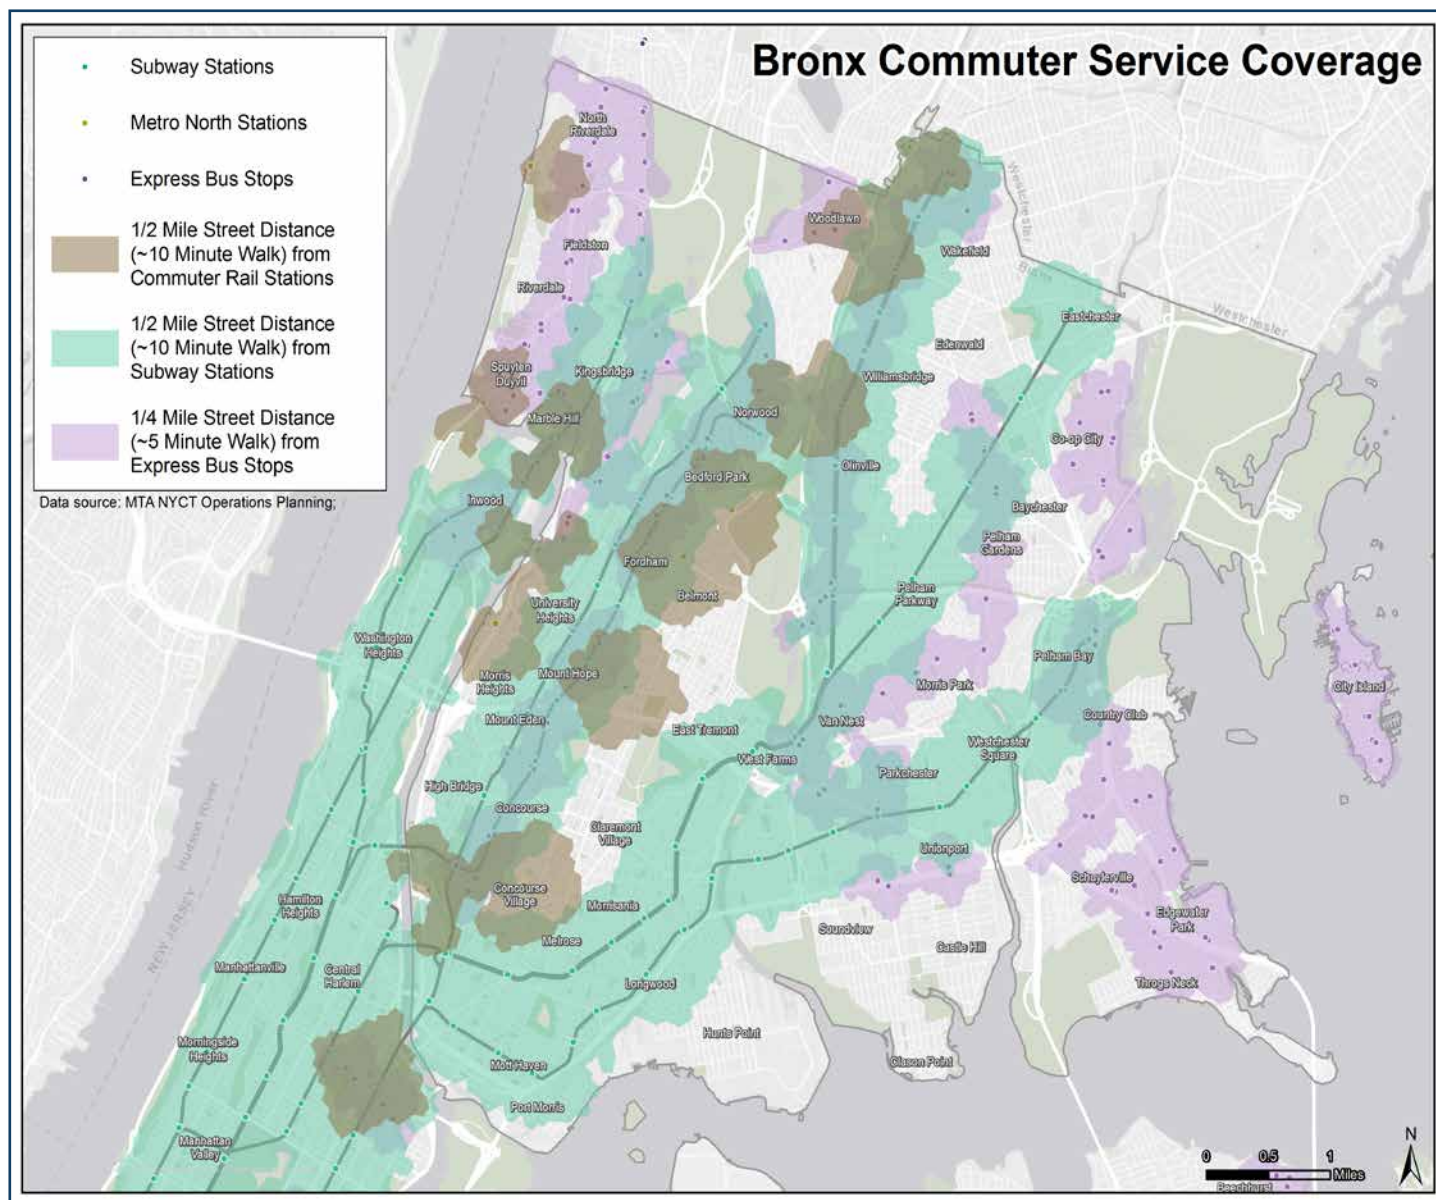 Bronx Commuter Service Coverage
Subway Stations
Metro North Stations
Express Bus Stops
1/2 Mile Street Distance
(~10 Minute Walk) from
Commuter Rail Stations
1/2 Mile Street Distance
(~10 Minute Walk) from
Subway Stations
1/4 Mile Street Distance
(~5 Minute Walk) from
Express Bus Stops
Data source: MTA NYCT Operations Planning;
North
Riverdale
Woodlawn
Westchester
Wakefield
Bronx
Fieldston
Riverdale
Westchester
Eastchester
Edenwald
Spuyten
Duyvil
Kingsbridge
Williamsbridge
Marble Hill
Norwood
Co-op City
Olinville
Bedford Park
Inwood
Baychester
Pelham
Gardens
Fordham
Belmont
Pelham
Parkway
University
Heights
Washington
Heights
Pelham Bay
Mount Hope
Morris
Heights
Morris Park
City Island
Mount Eden
Country Club
Van Nest
East Tremont
Westchester
Square
West Farms
Parkchester
High Bridge
Concourse
Claremont
Village
Hudson River
Unionport
Schuylerville
Concourse
Village
Hamilton
Heights
Morrisania
Edgewater
Park
NEW JERSEY
Soundview
Castle Hill
Melrose
Manhattanville
Central
Harlem
Longwood
Throgs Neck
Hunts Point
Morningside
Heights
Clason Point
Mott Haven
Port Morris
Manhattan
Valley
N
0 0.5 1
Miles
Beechhurst